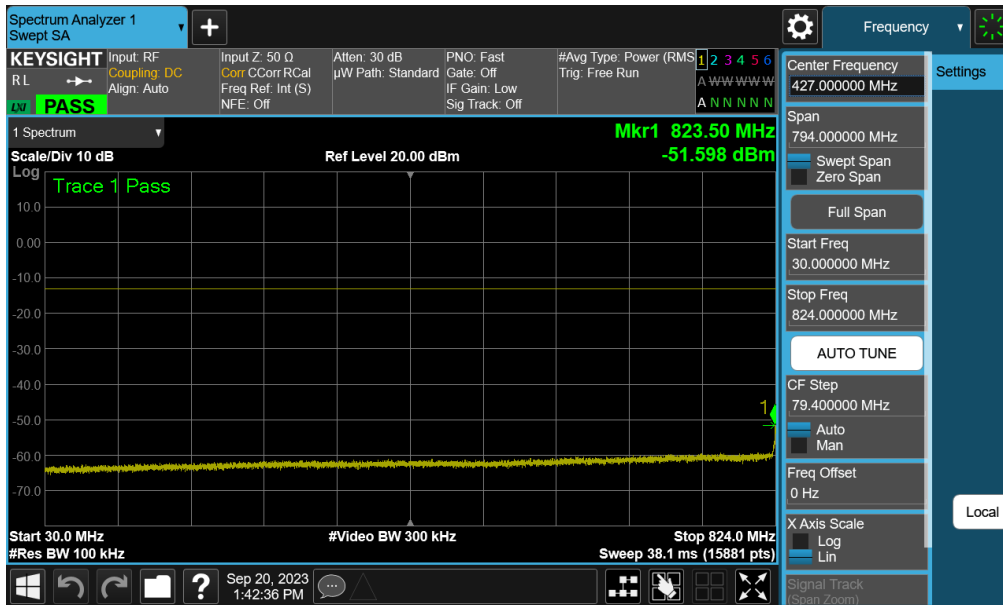 Spectrum Analyzer 1
Swept SA
+
Frequency
KEYSIGHT
R L
LXI PASS
Input: RF
Coupling: DC
Align: Auto
Input Z: 50 Ω
Corr CCorr RCal
Freq Ref: Int (S)
NFE: Off
Atten: 30 dB
µW Path: Standard
PNO: Fast
Gate: Off
IF Gain: Low
Sig Track: Off
#Avg Type: Power (RMS
Trig: Free Run
1 2 3 4 5 6
A W W W W W
A N N N N N
1 Spectrum
Scale/Div 10 dB
Ref Level 20.00 dBm
Mkr1 823.50 MHz
-51.598 dBm
Log
Trace 1 Pass
10.0
0.00
-10.0
-20.0
-30.0
-40.0
-50.0
-60.0
-70.0
1
Start 30.0 MHz
#Res BW 100 kHz
#Video BW 300 kHz
Stop 824.0 MHz
Sweep 38.1 ms (15881 pts)
?
Sep 20, 2023
1:42:36 PM
Center Frequency
427.000000 MHz
Span
794.000000 MHz
Swept Span
Zero Span
Full Span
Start Freq
30.000000 MHz
Stop Freq
824.000000 MHz
AUTO TUNE
CF Step
79.400000 MHz
Auto
Man
Freq Offset
0 Hz
X Axis Scale
Log
Lin
Signal Track
(Span Zoom)
Settings
Local